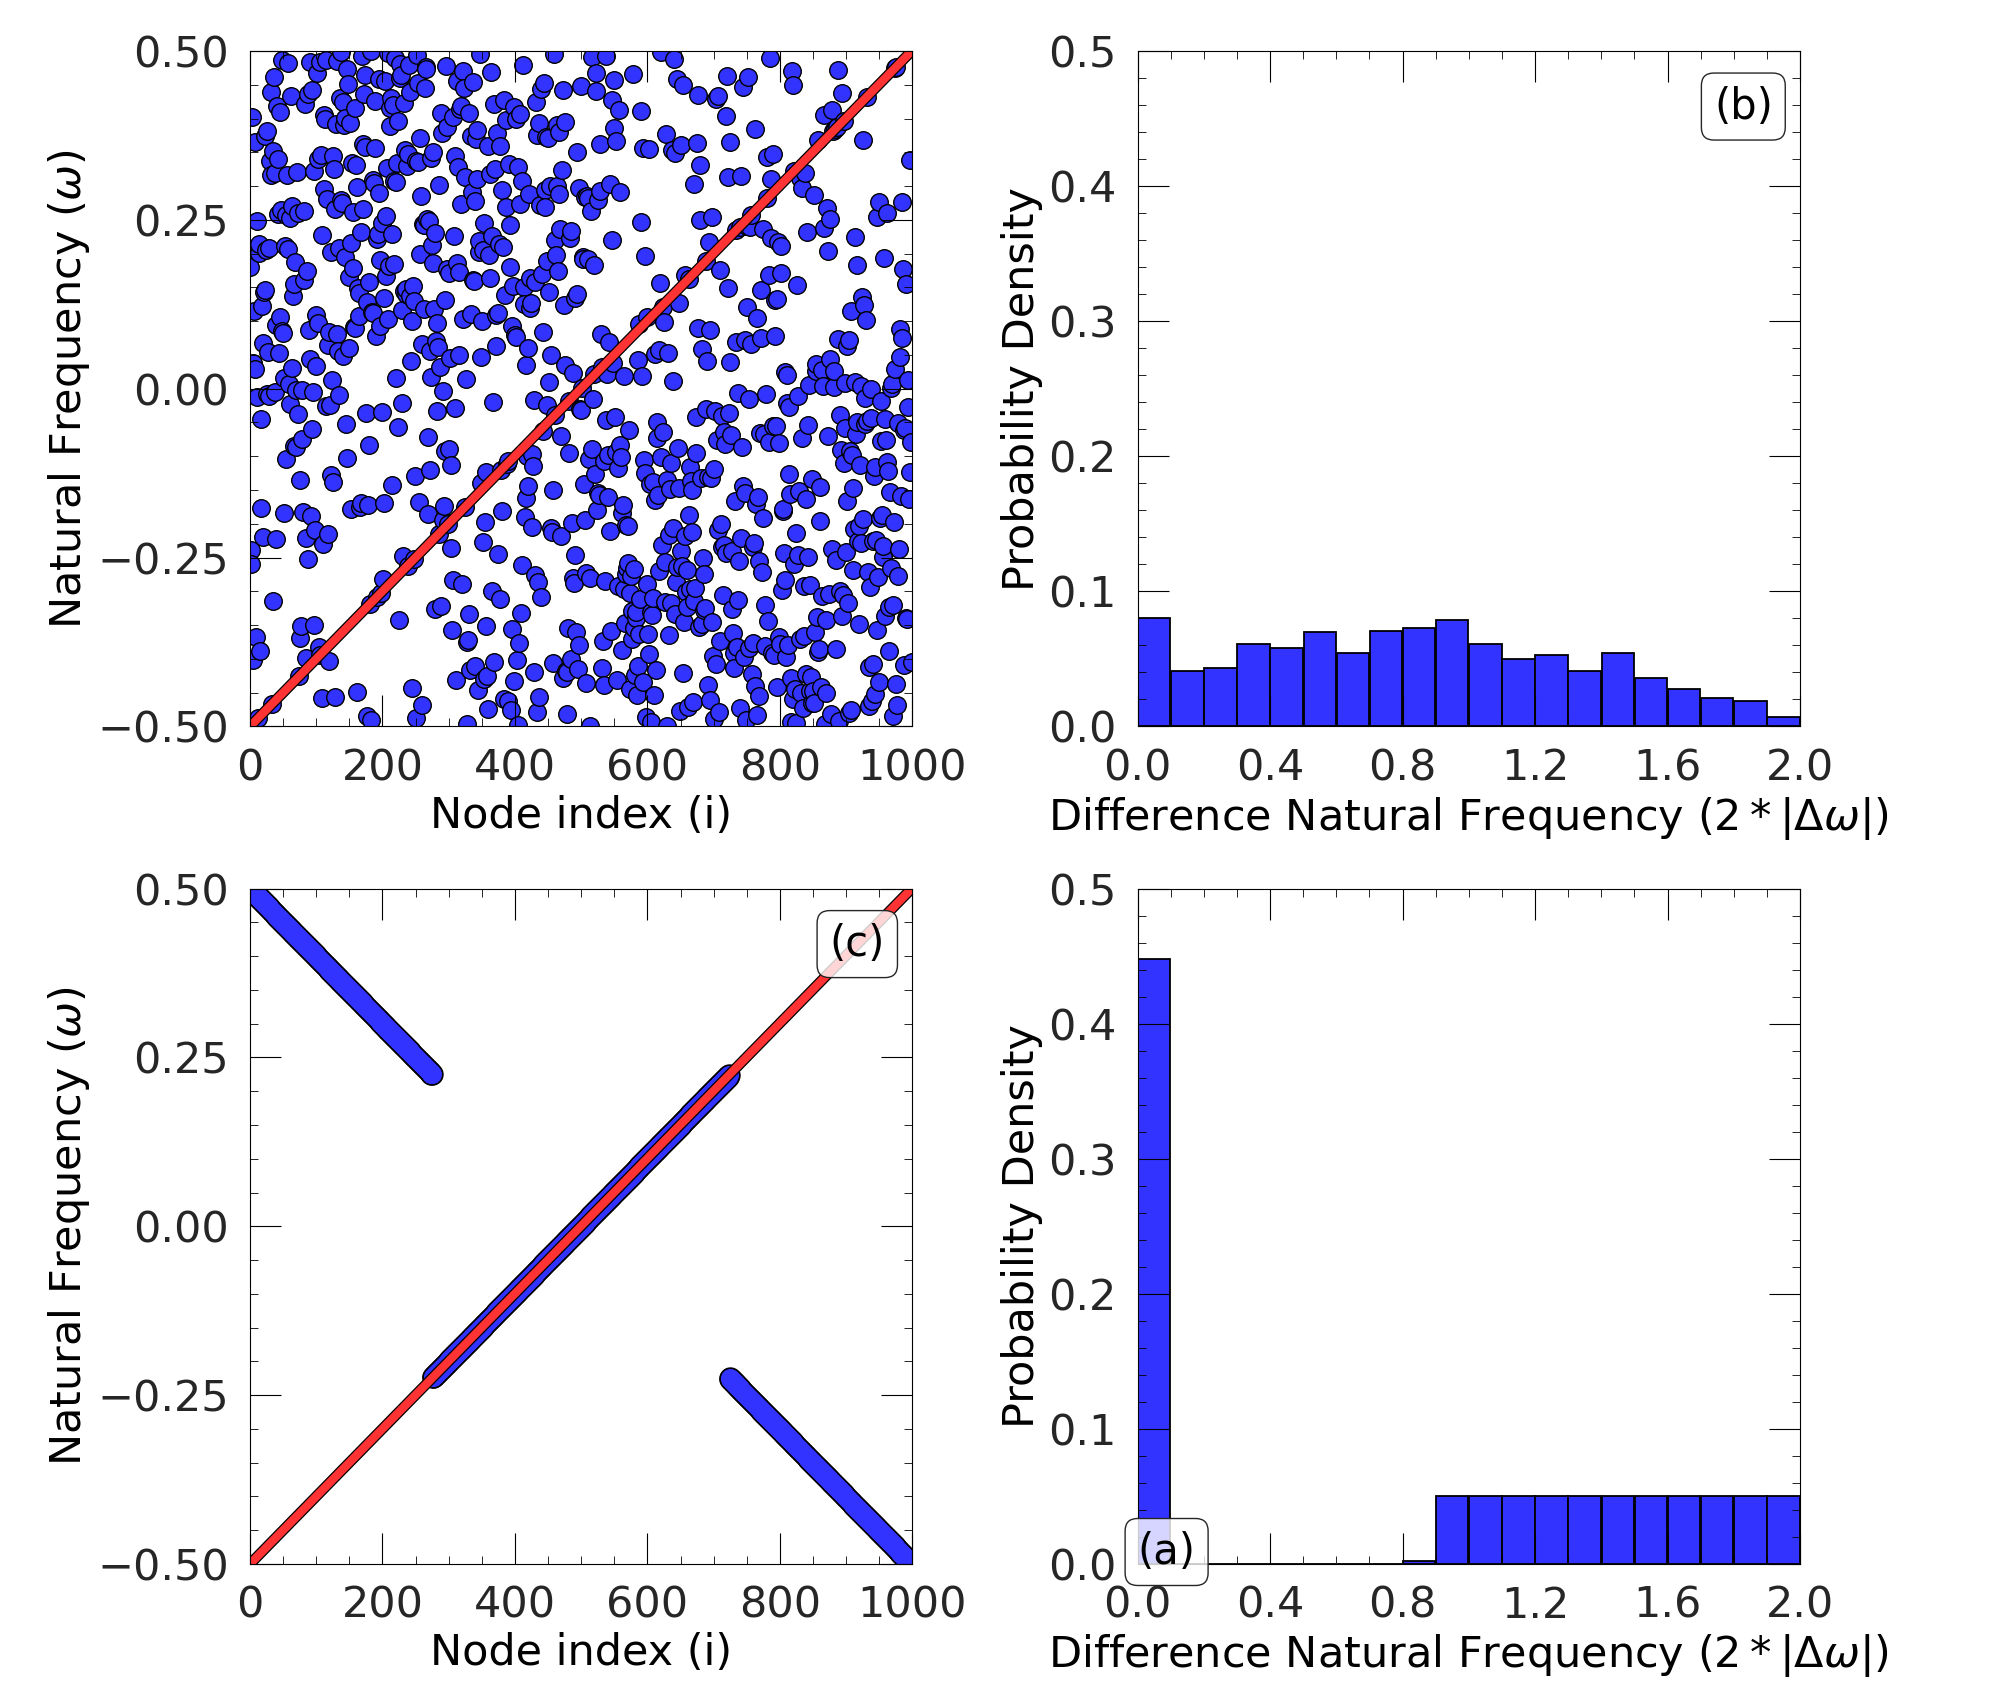 0.50
0.25
0.00
−0.25
−0.50
Natural Frequency (ω)
0 200 400 600 800 1000
Node index (i)
(b)
0.5
0.4
0.3
0.2
0.1
0.0
Probability Density
0.0 0.4 0.8 1.2 1.6 2.0
Difference Natural Frequency (2 * |Δω|)
(c)
0.50
0.25
0.00
−0.25
−0.50
Natural Frequency (ω)
0 200 400 600 800 1000
Node index (i)
0.5
0.4
0.3
0.2
0.1
0.0
Probability Density
(a)
0.0 0.4 0.8 1.2 1.6 2.0
Difference Natural Frequency (2 * |Δω|)